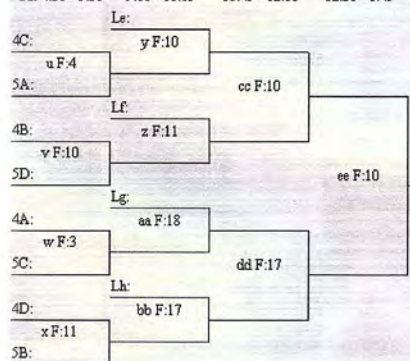 Le:
y F:10
4C:
u F:4
cc F:10
5A:
Lf:
4B:
z F:11
v F:10
5D:
ee F:10
Lg:
4A:
aa F:18
w F:3
5C:
dd F:17
Lh:
4D:
bb F:17
x F:11
5B: